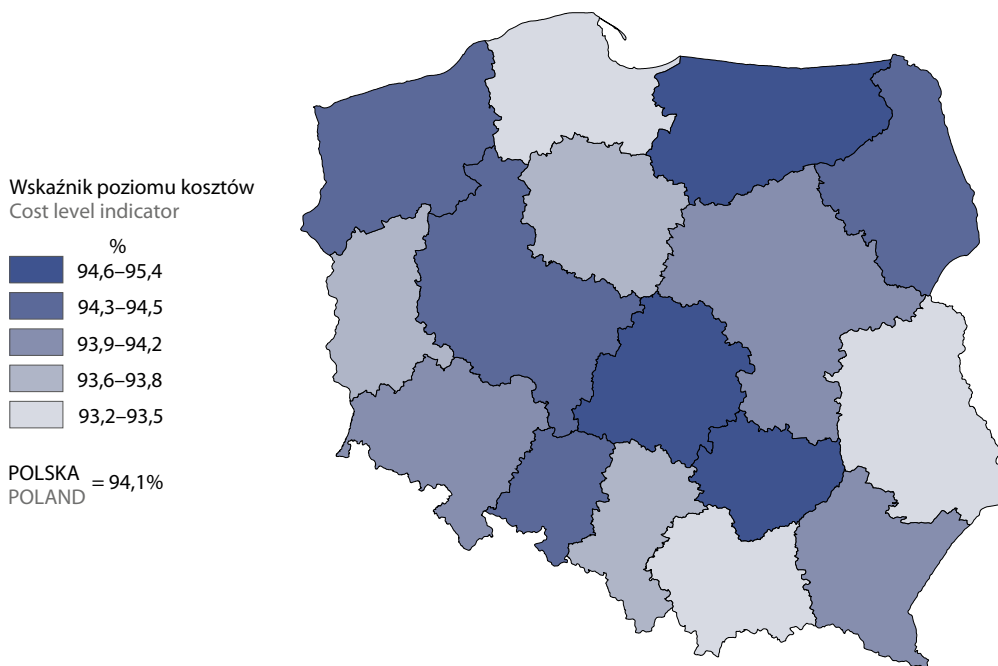 Wskaźnik poziomu kosztów
Cost level indicator
%
94,6–95,4
94,3–94,5
93,9–94,2
93,6–93,8
93,2–93,5
POLSKA
POLAND
= 94,1%